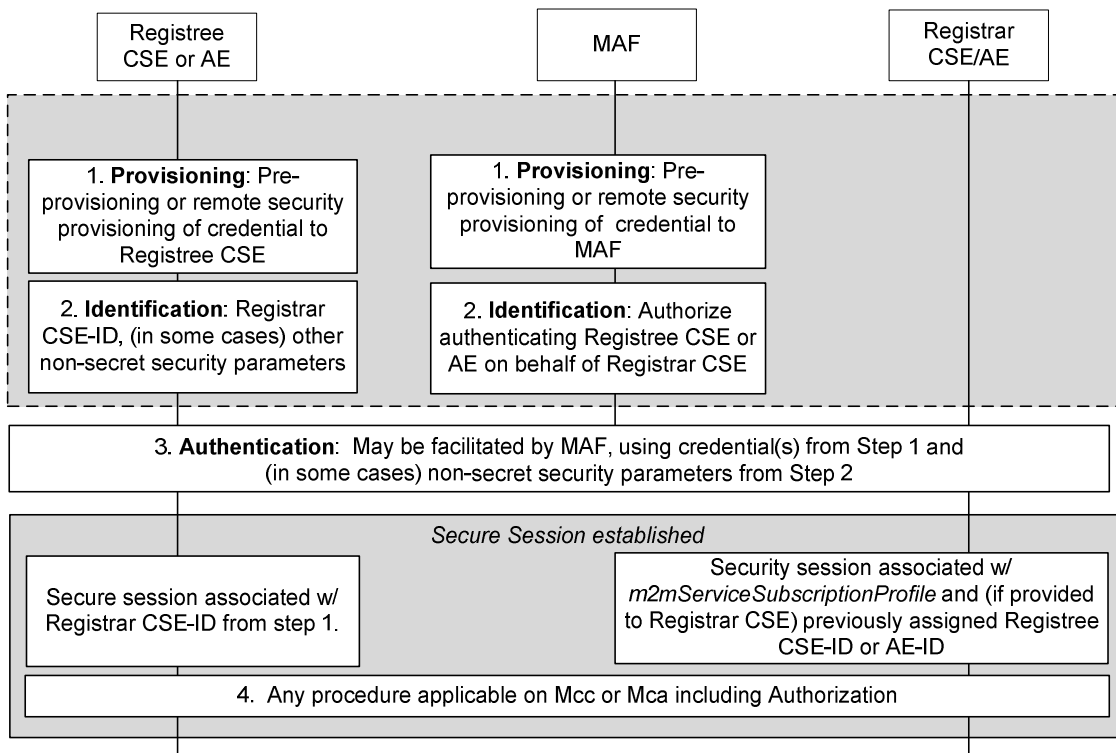 Registree
CSE or AE
MAF
Registrar
CSE/AE
1. Provisioning: Pre-
provisioning or remote security
provisioning of credential to
Registree CSE
1. Provisioning: Pre-
provisioning or remote security
provisioning of credential to
MAF
2. Identification: Registrar
CSE-ID, (in some cases) other
non-secret security parameters
2. Identification: Authorize
authenticating Registree CSE or
AE on behalf of Registrar CSE
3. Authentication: May be facilitated by MAF, using credential(s) from Step 1 and
(in some cases) non-secret security parameters from Step 2
Secure Session established
Secure session associated w/
Registrar CSE-ID from step 1.
Security session associated w/
m2mServiceSubscriptionProfile and (if provided
to Registrar CSE) previously assigned Registree
CSE-ID or AE-ID
4. Any procedure applicable on Mcc or Mca including Authorization